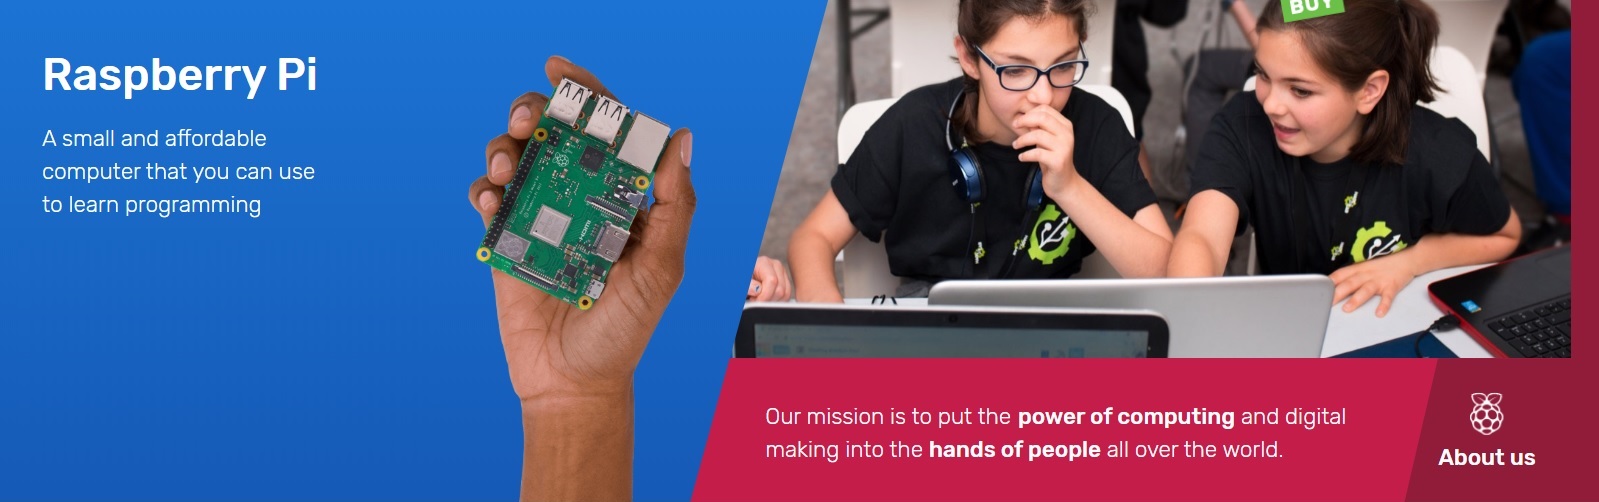 Raspberry Pi
A small and affordable
computer that you can use
to learn programming
BUY
Our mission is to put the power of computing and digital
making into the hands of people all over the world.
About us